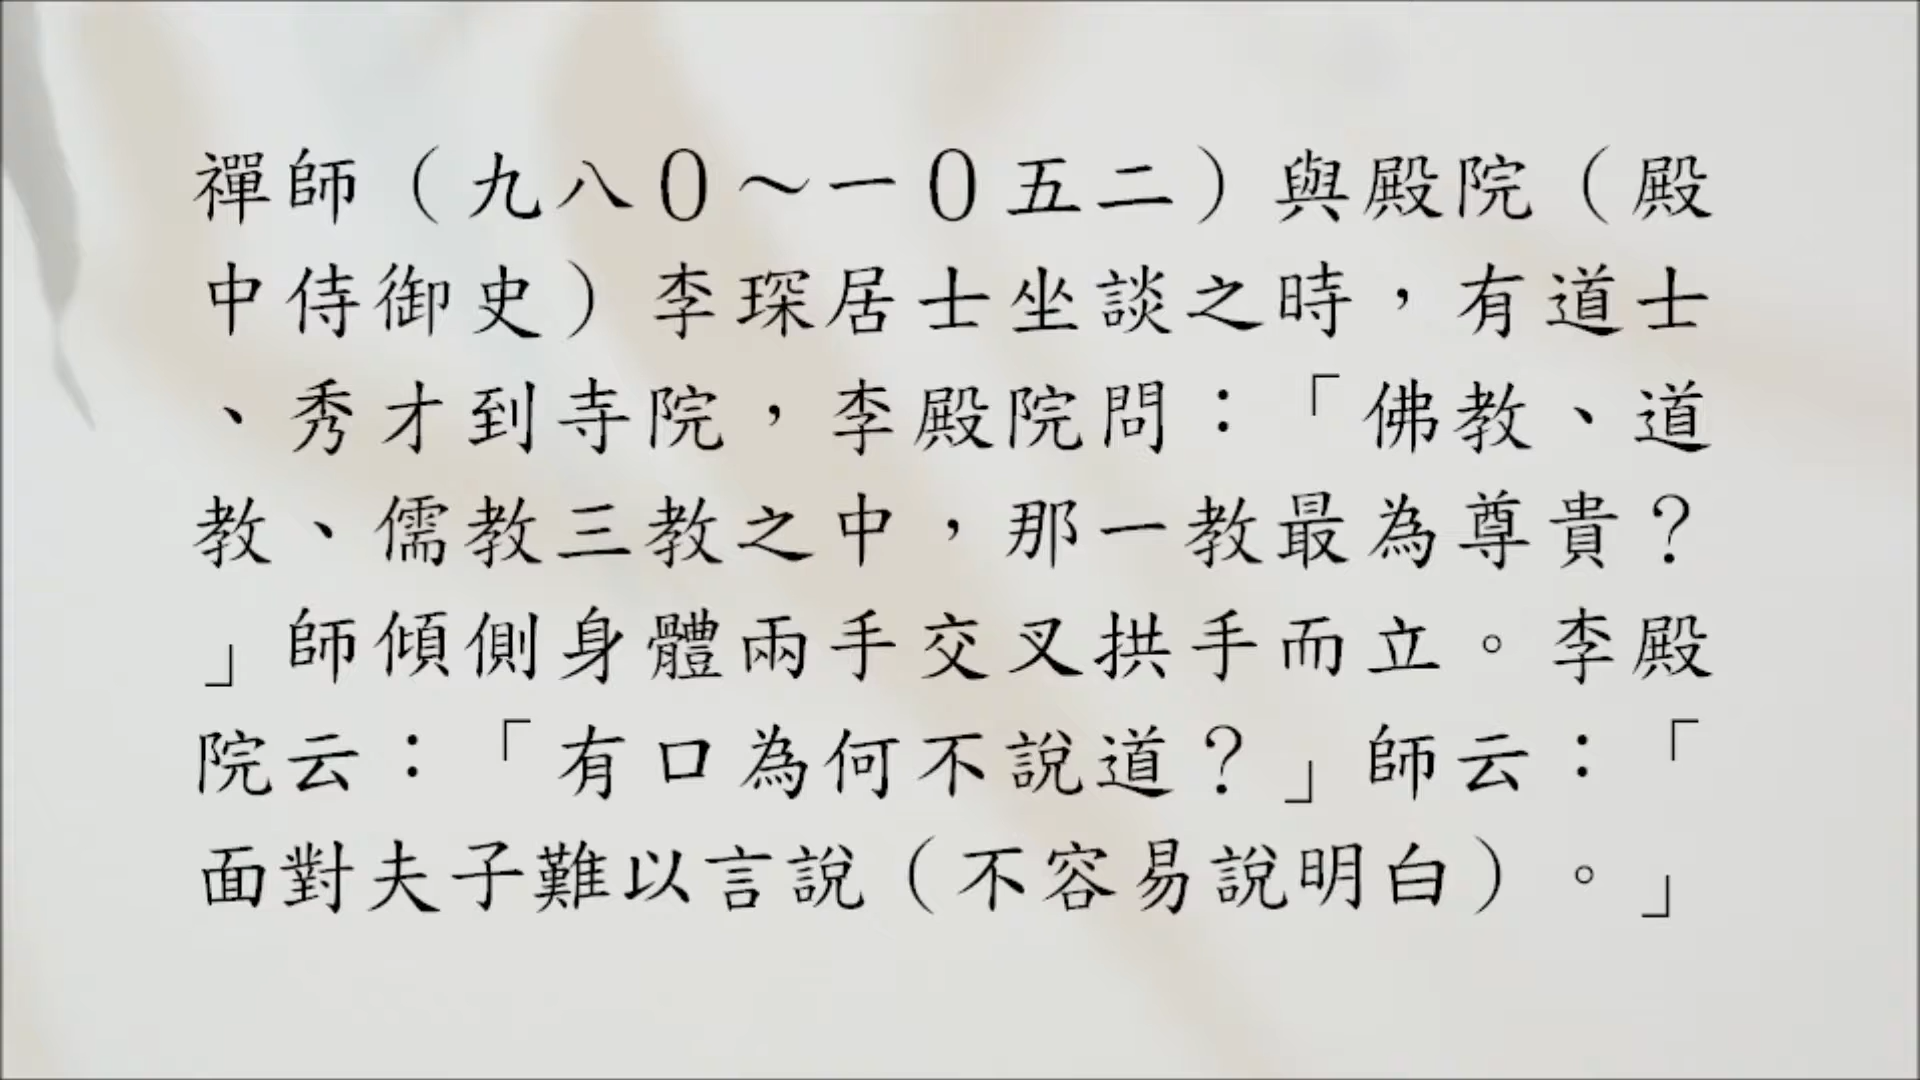 禪師（九八０～一０五二）與殿院（殿
中侍御史）李琛居士坐談之時，有道士
、秀才到寺院，李殿院問：「佛教、道
教、儒教三教之中，那一教最為尊貴？
」師傾側身體兩手交叉拱手而立。李殿
院云：「有口為何不說道？」師云：「
面對夫子難以言說（不容易說明白）。」